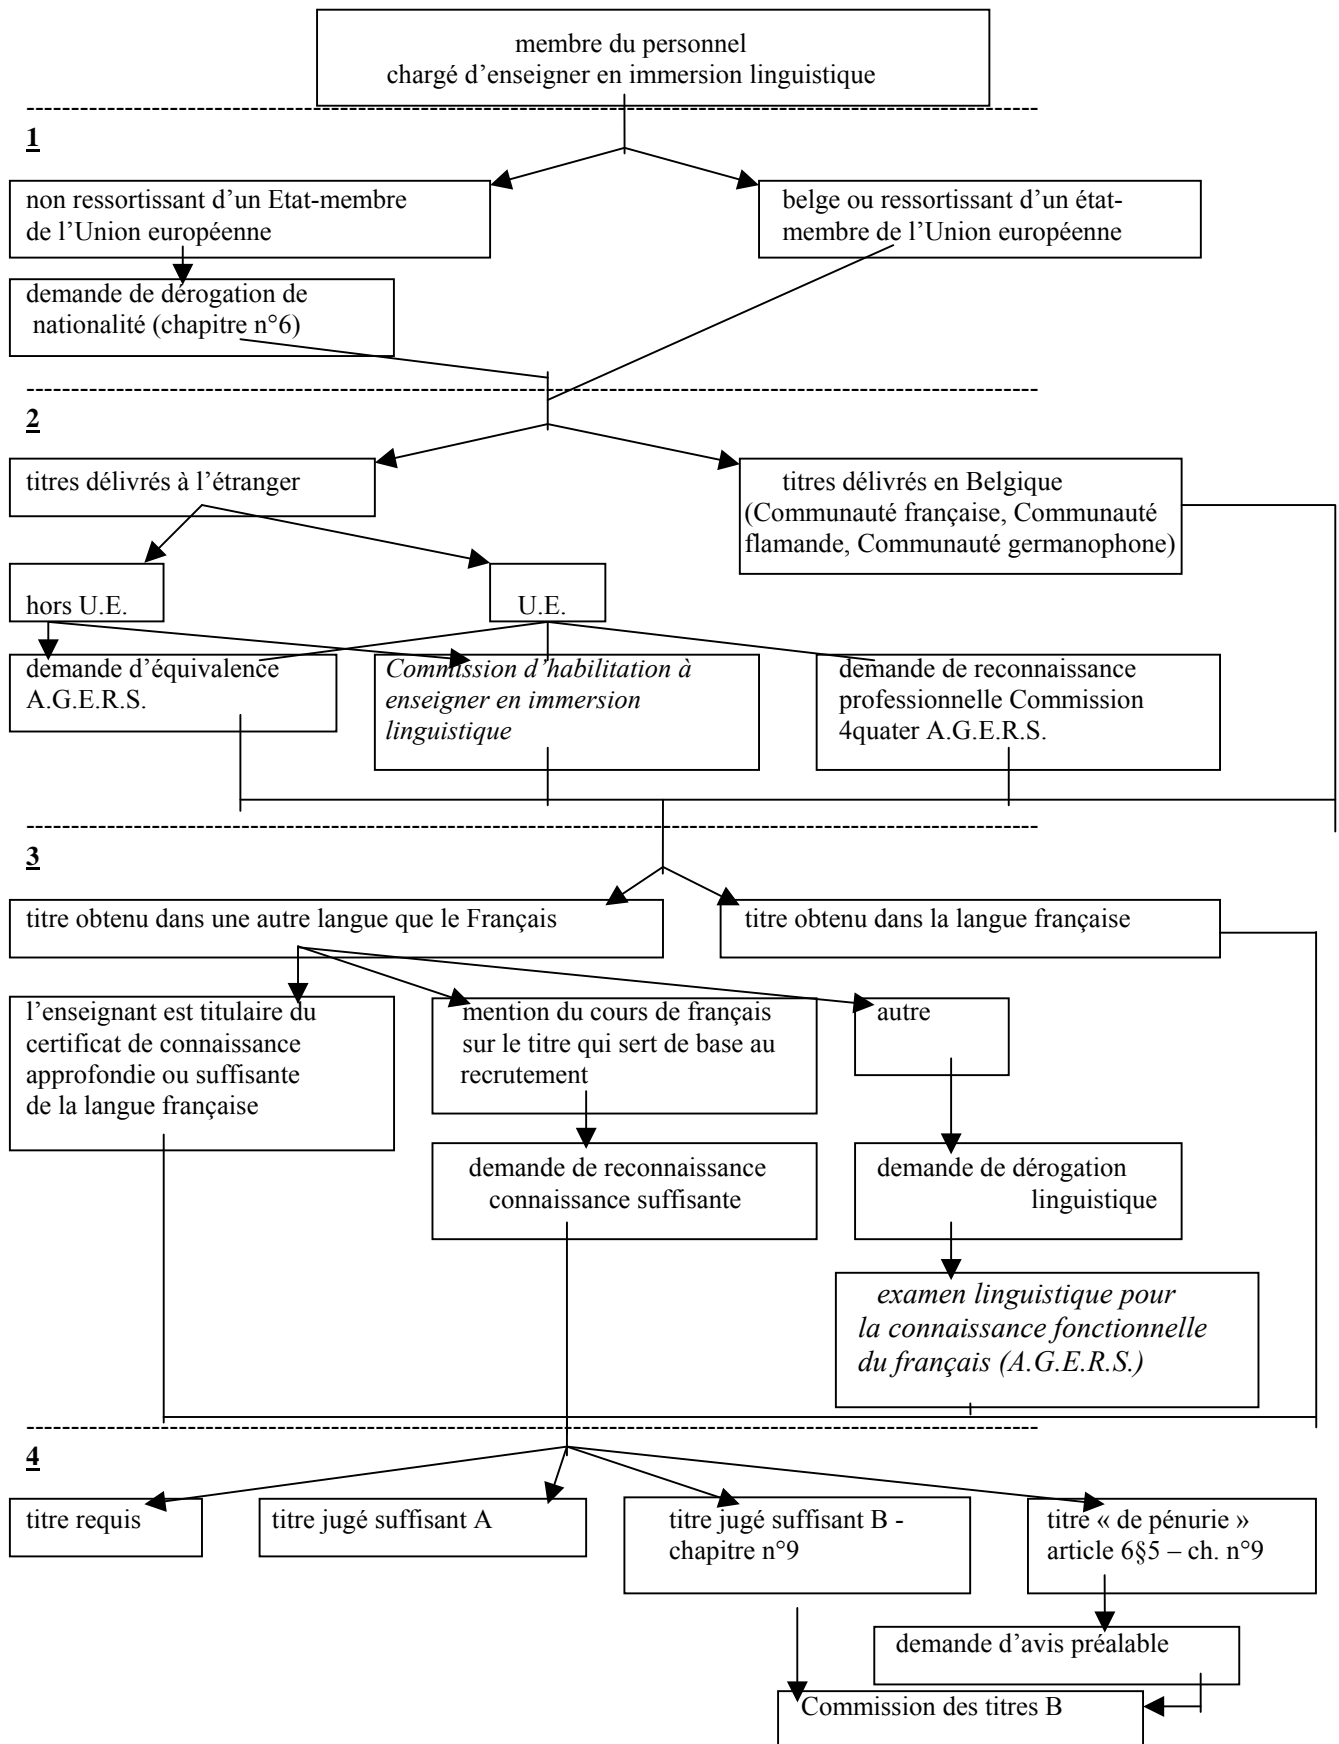 membre du personnel
chargé d'enseigner en immersion linguistique
1
non ressortissant d'un Etat-membre
de l'Union européenne
belge ou ressortissant d'un état-
membre de l'Union européenne
demande de dérogation de
nationalité (chapitre n°6)
2
titres délivrés à l'étranger
titres délivrés en Belgique
(Communauté française, Communauté
flamande, Communauté germanophone)
hors U.E.
U.E.
demande d'équivalence
A.G.E.R.S.
Commission d'habilitation à
enseigner en immersion
linguistique
demande de reconnaissance
professionnelle Commission
4quater A.G.E.R.S.
3
titre obtenu dans une autre langue que le Français
titre obtenu dans la langue française
l'enseignant est titulaire du
certificat de connaissance
approfondie ou suffisante
de la langue française
mention du cours de français
sur le titre qui sert de base au
recrutement
autre
demande de reconnaissance
connaissance suffisante
demande de dérogation
linguistique
examen linguistique pour
la connaissance fonctionnelle
du français (A.G.E.R.S.)
4
titre requis
titre jugé suffisant A
titre jugé suffisant B -
chapitre n°9
titre « de pénurie »
article 6§5 – ch. n°9
demande d'avis préalable
Commission des titres B